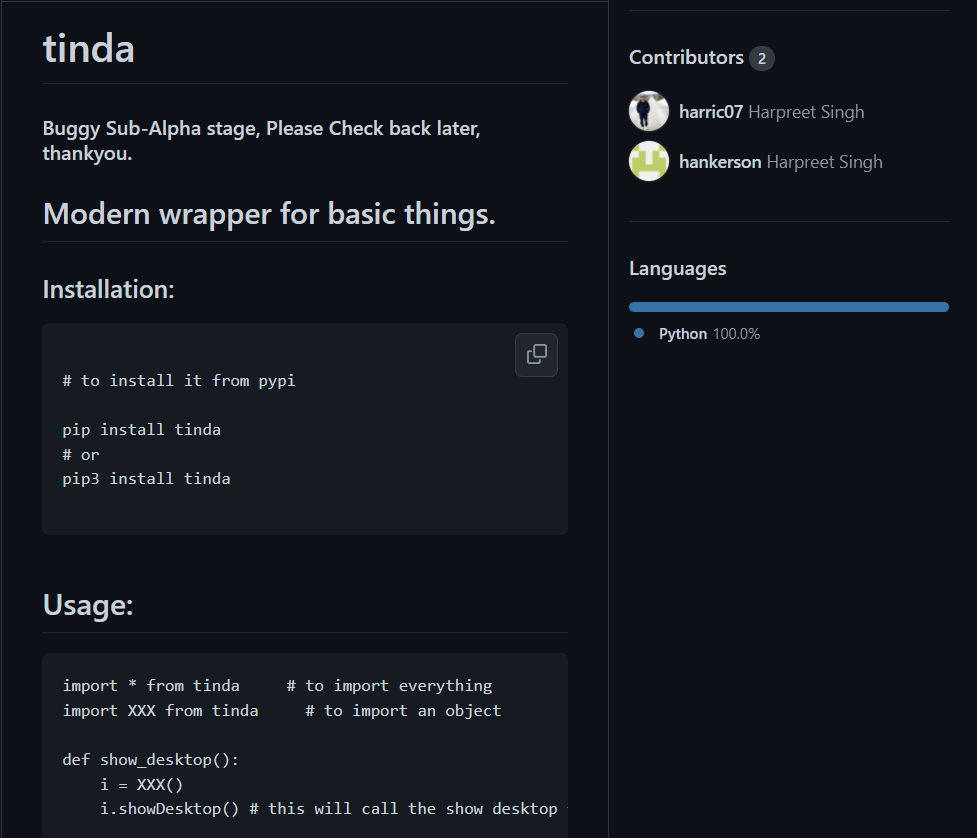 tinda
Buggy Sub-Alpha stage, Please Check back later,
thankyou.
Modern wrapper for basic things.
Installation:
# to install it from pypi
pip install tinda
# or
pip3 install tinda
Usage:
import * from tinda     # to import everything
import XXX from tinda     # to import an object
def show_desktop():
    i = XXX()
    i.showDesktop() # this will call the show desktop
Contributors 2
harric07 Harpreet Singh
hankerson Harpreet Singh
Languages
Python 100.0%